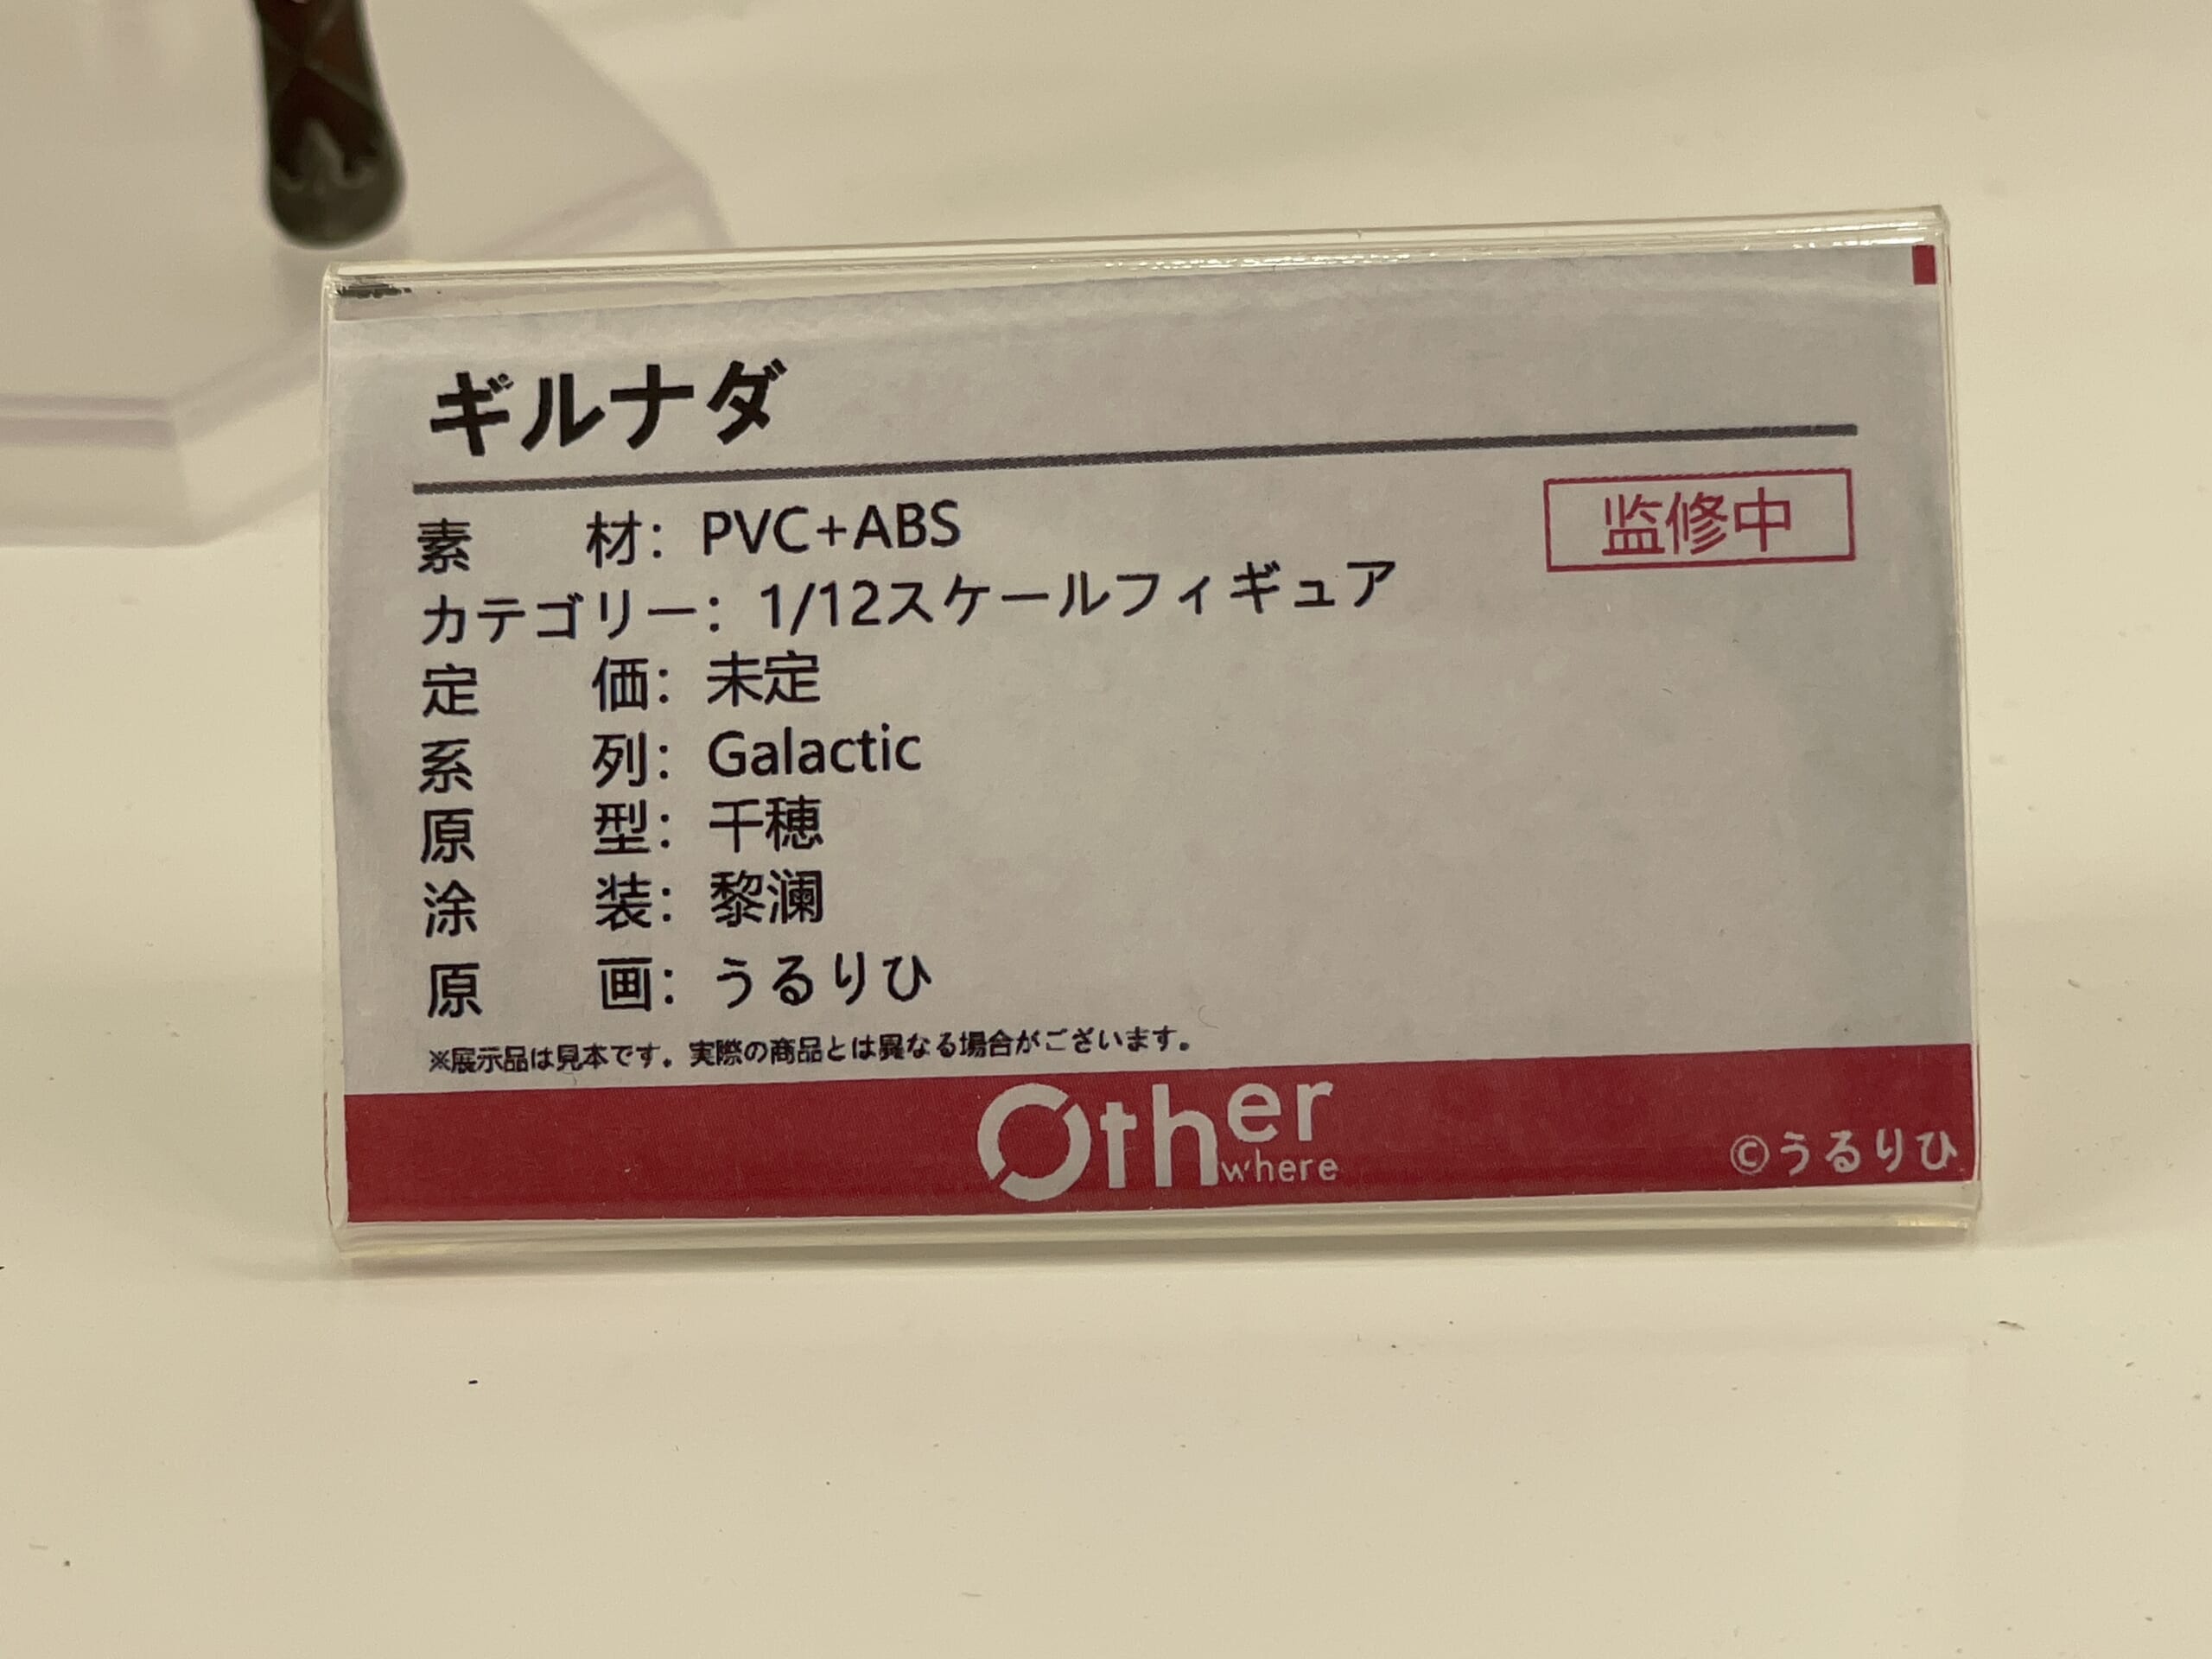 ギルナダ
监修中
素　　材：PVC+ABS
カテゴリー：1/12スケールフィギュア
定　　価：未定
系　　列：Galactic
原　　型：千穂
涂　　装：黎澜
原　　画：うるりひ
※展示品は見本です。実際の商品とは異なる場合がございます。
Other
where
©うるりひ